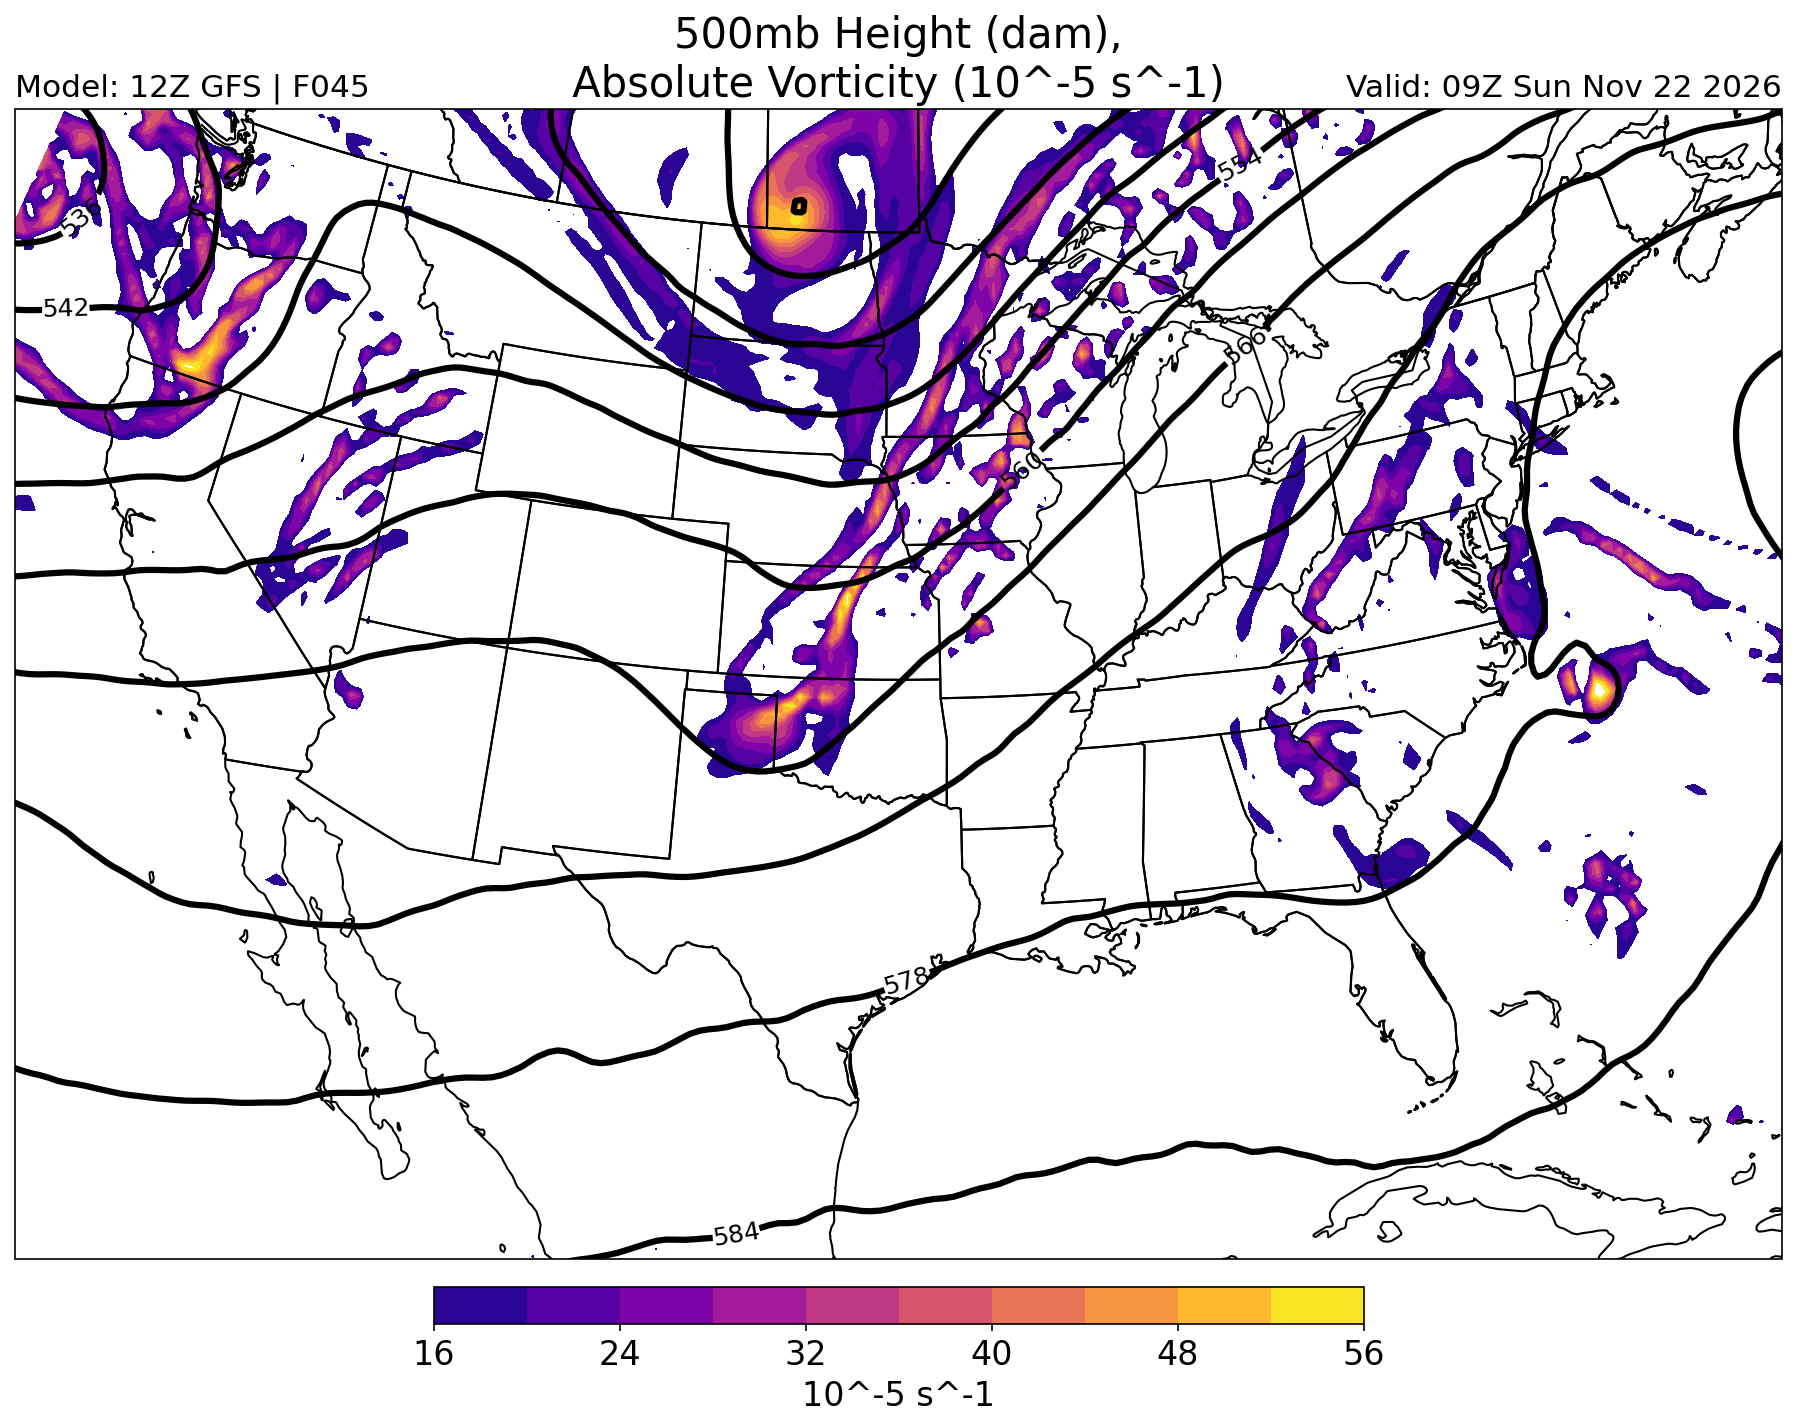 500mb Height (dam),
Absolute Vorticity (10^-5 s^-1)
Model: 12Z GFS | F045
Valid: 09Z Sun Nov 22 2026
536
542
554
566
560
578
584
16 24 32 40 48 56
10^-5 s^-1